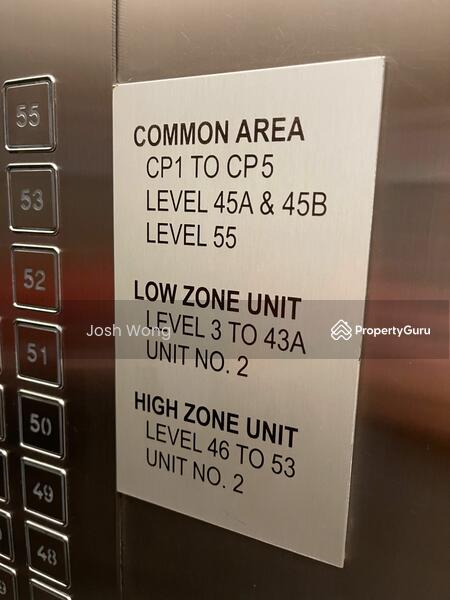 55
53
52
51
50
49
48
COMMON AREA
CP1 TO CP5
LEVEL 45A & 45B
LEVEL 55
LOW ZONE UNIT
LEVEL 3 TO 43A
UNIT NO. 2
HIGH ZONE UNIT
LEVEL 46 TO 53
UNIT NO. 2
Josh Wong
PropertyGuru